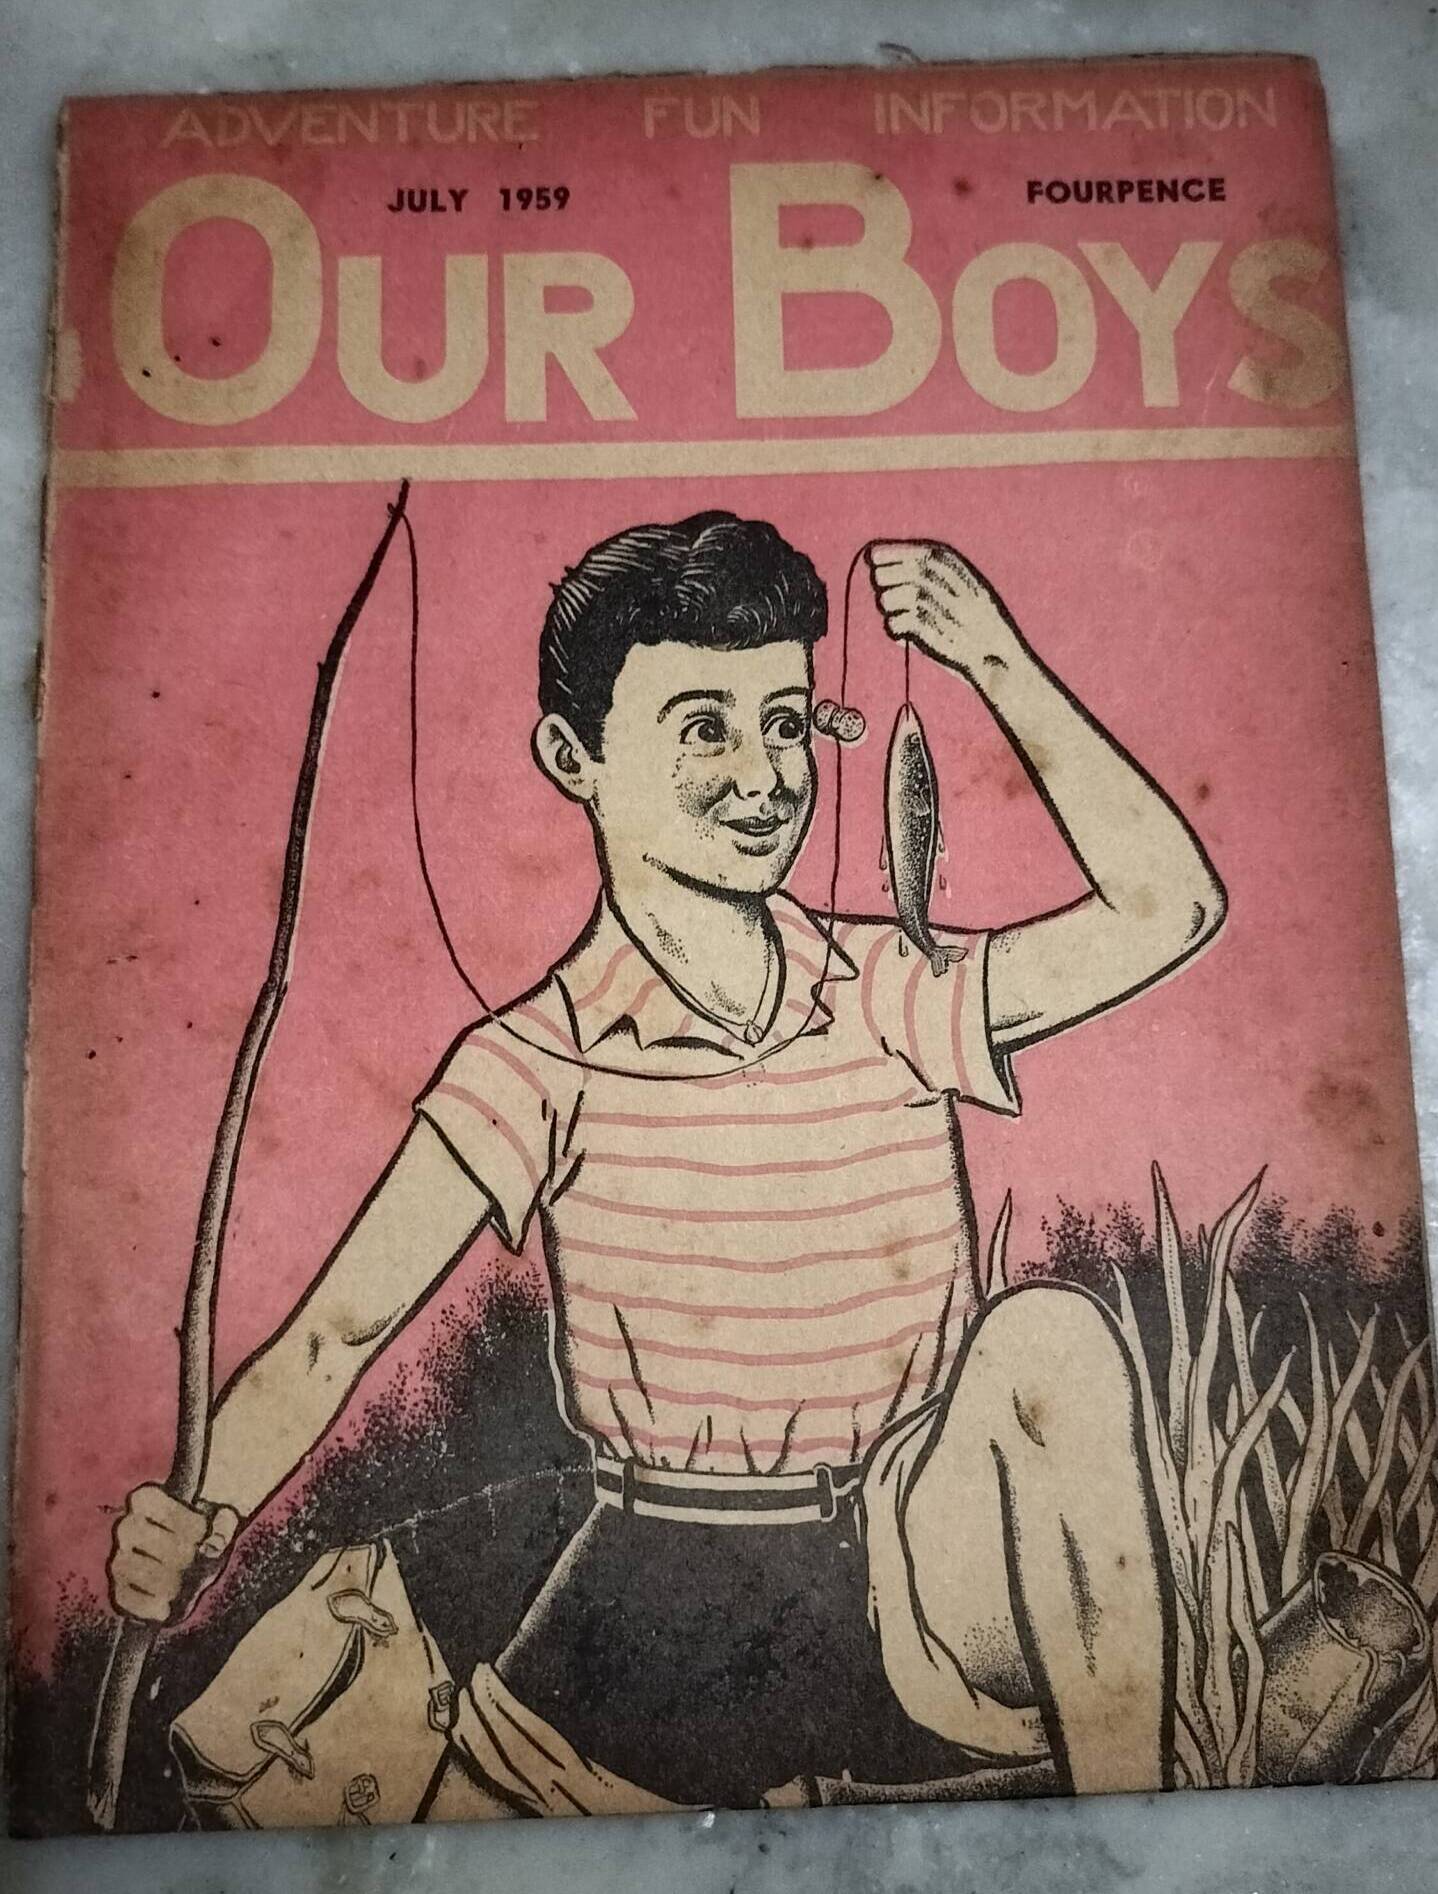 ADVENTURE FUN INFORMATION
JULY 1959 FOURPENCE
OUR BOYS